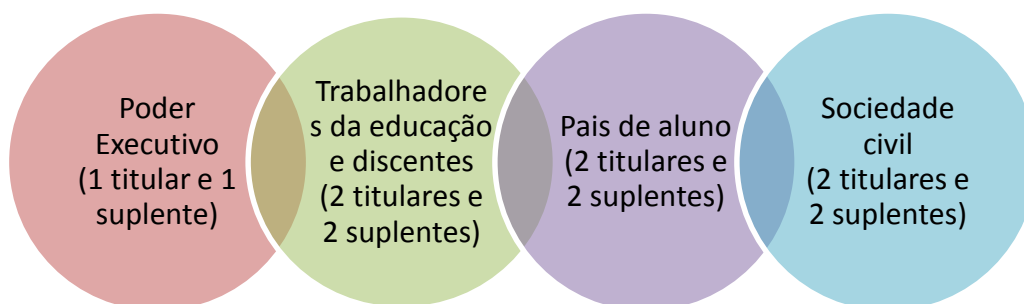 Poder
Executivo
(1 titular e 1
suplente)
Trabalhadore
s da educação
e discentes
(2 titulares e
2 suplentes)
Pais de aluno
(2 titulares e
2 suplentes)
Sociedade
civil
(2 titulares e
2 suplentes)